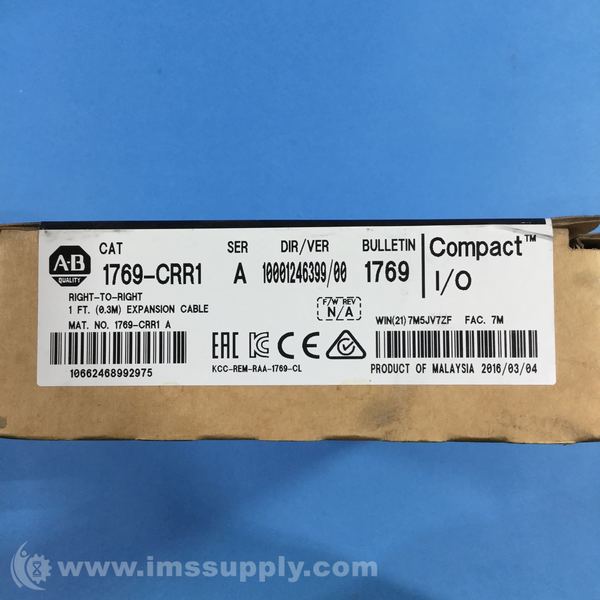 CAT SER DIR/VER BULLETIN Compact™ I/O
A-B QUALITY 1769-CRR1 A 10001246399/00 1769
RIGHT-TO-RIGHT
1 FT. (0.3M) EXPANSION CABLE
MAT. NO. 1769-CRR1 A
F/W REV
N/A
WIN(21) 7M5JV7ZF FAC. 7M
EAC KC CE
10662468992975
KCC-REM-RAA-1769-CL
PRODUCT OF MALAYSIA 2016/03/04
www.imssupply.com